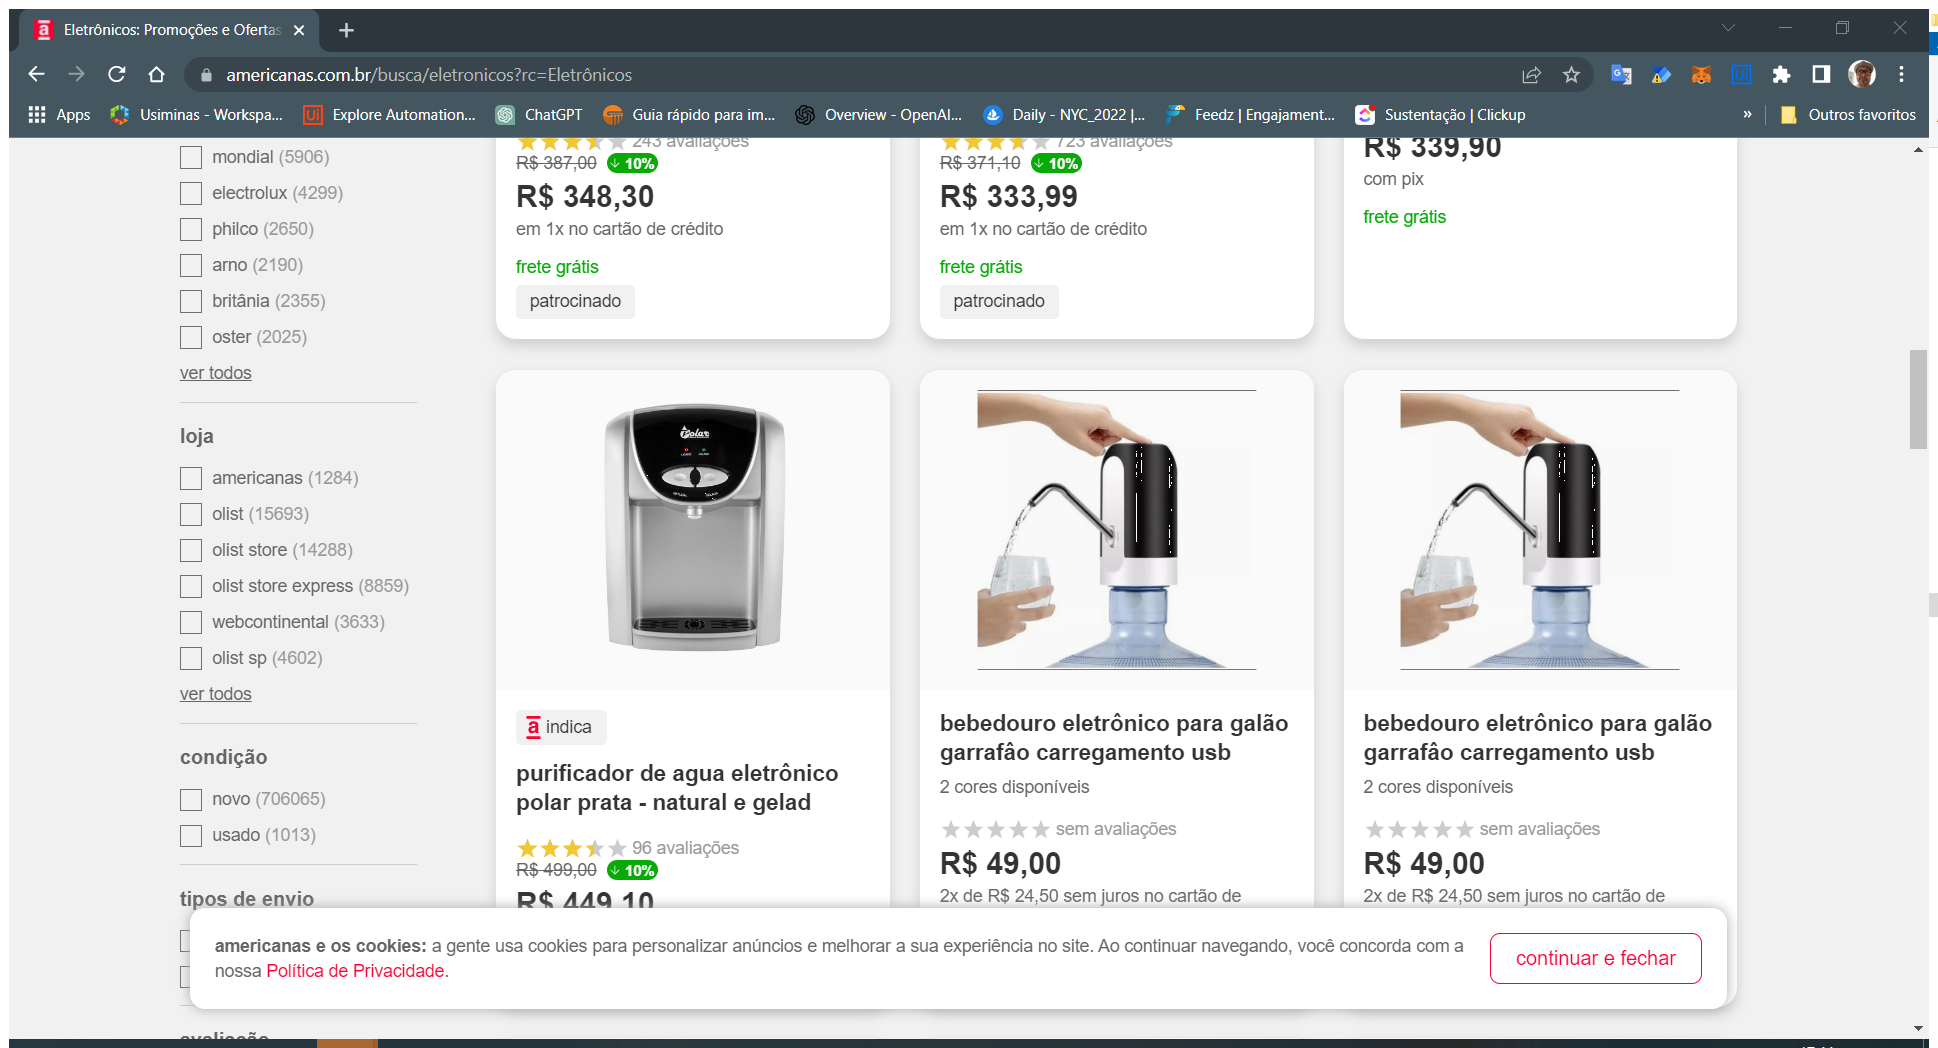 Eletrônicos: Promoções e Ofertas
americanas.com.br/busca/eletronicos?rc=Eletrônicos
Apps
Usiminas - Workspa...
Explore Automation...
ChatGPT
Guia rápido para im...
Overview - OpenAI...
Daily - NYC_2022 |...
Feedz | Engajament...
Sustentação | Clickup
»
Outros favoritos
mondial (5906)
electrolux (4299)
philco (2650)
arno (2190)
britânia (2355)
oster (2025)
ver todos
loja
americanas (1284)
olist (15693)
olist store (14288)
olist store express (8859)
webcontinental (3633)
olist sp (4602)
ver todos
condição
novo (706065)
usado (1013)
tipos de envio
avaliação
243 avaliações
R$ 387,00 10%
R$ 348,30
em 1x no cartão de crédito
frete grátis
patrocinado
723 avaliações
R$ 371,10 10%
R$ 333,99
em 1x no cartão de crédito
frete grátis
patrocinado
R$ 339,90
com pix
frete grátis
Polar
a indica
purificador de agua eletrônico
polar prata - natural e gelad
96 avaliações
R$ 499,00 10%
R$ 449,10
bebedouro eletrônico para galão
garrafâo carregamento usb
2 cores disponíveis
sem avaliações
R$ 49,00
2x de R$ 24,50 sem juros no cartão de
bebedouro eletrônico para galão
garrafâo carregamento usb
2 cores disponíveis
sem avaliações
R$ 49,00
2x de R$ 24,50 sem juros no cartão de
americanas e os cookies: a gente usa cookies para personalizar anúncios e melhorar a sua experiência no site. Ao continuar navegando, você concorda com a
nossa Política de Privacidade.
continuar e fechar